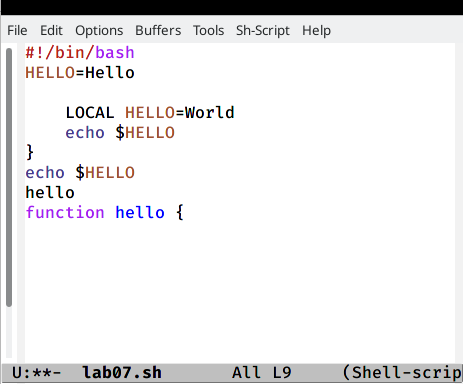 File Edit Options Buffers Tools Sh-Script Help
#!/bin/bash
HELLO=Hello
LOCAL HELLO=World
echo $HELLO
}
echo $HELLO
hello
function hello {
U:**- lab07.sh All L9 (Shell-scrip